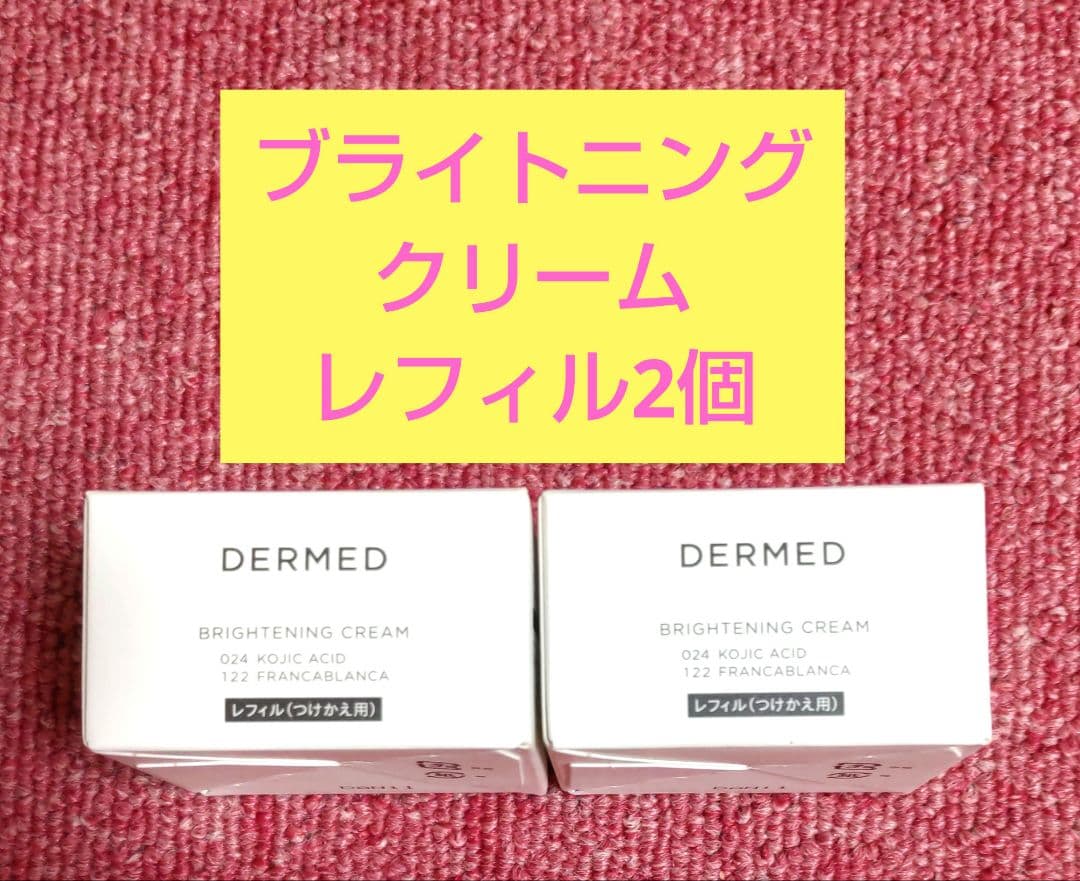 ブライトニング
クリーム
レフィル2個
DERMED
BRIGHTENING CREAM
024 KOJIC ACID
122 FRANCABLANCA
レフィル(つけかえ用)
DERMED
BRIGHTENING CREAM
024 KOJIC ACID
122 FRANCABLANCA
レフィル(つけかえ用)